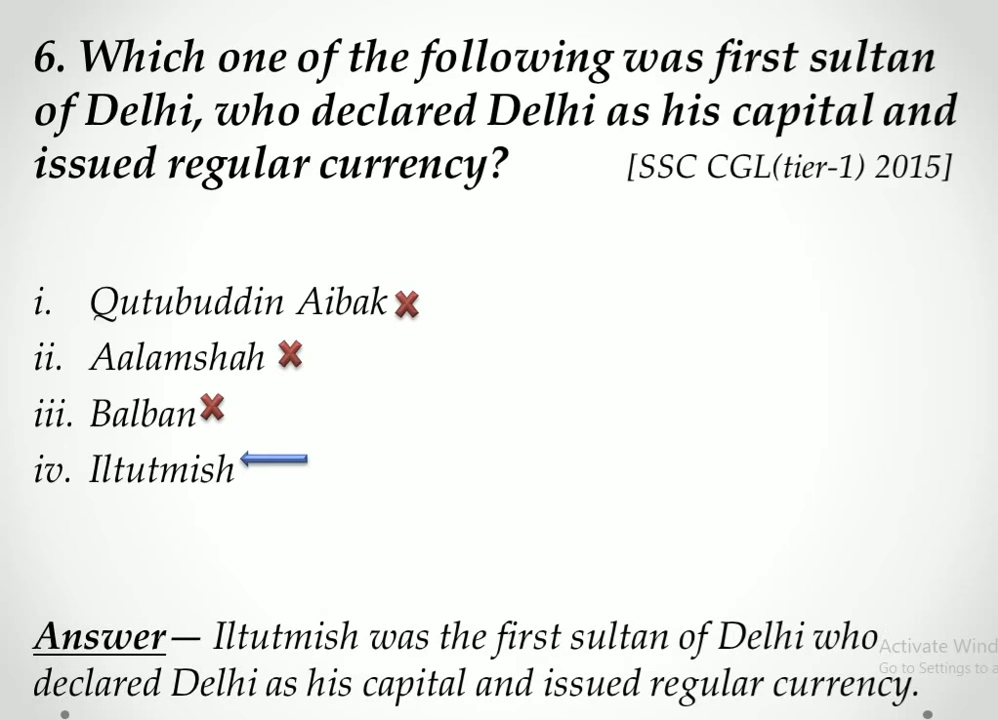 6. Which one of the following was first sultan
of Delhi, who declared Delhi as his capital and
issued regular currency? [SSC CGL(tier-1) 2015]
i. Qutubuddin Aibak
ii. Aalamshah
iii. Balban
iv. Iltutmish
Answer— Iltutmish was the first sultan of Delhi who
declared Delhi as his capital and issued regular currency.
Activate Wind
Go to Settings to a